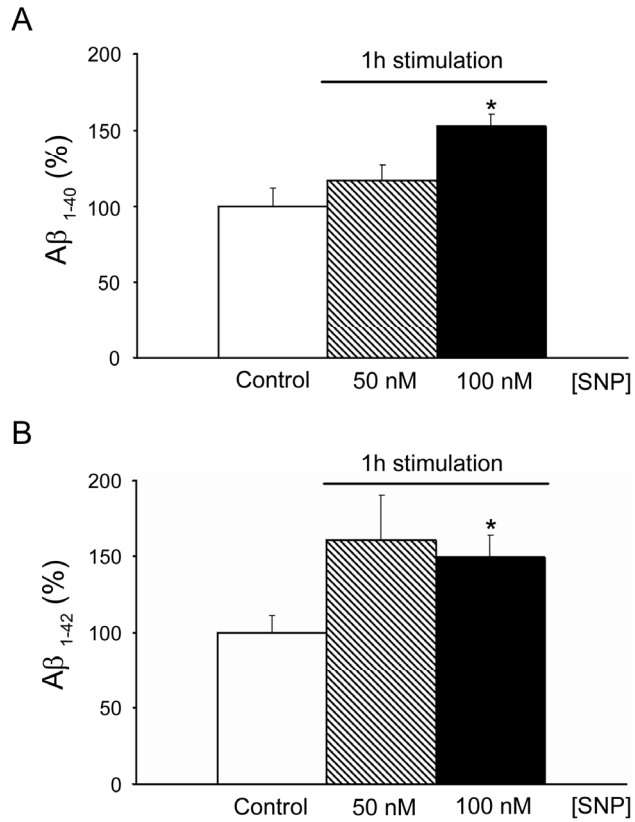 A
1h stimulation
*
200
150
100
50
0
Aβ 1-40 (%)
Control 50 nM 100 nM [SNP]
B
1h stimulation
*
200
150
100
50
0
Aβ 1-42 (%)
Control 50 nM 100 nM [SNP]